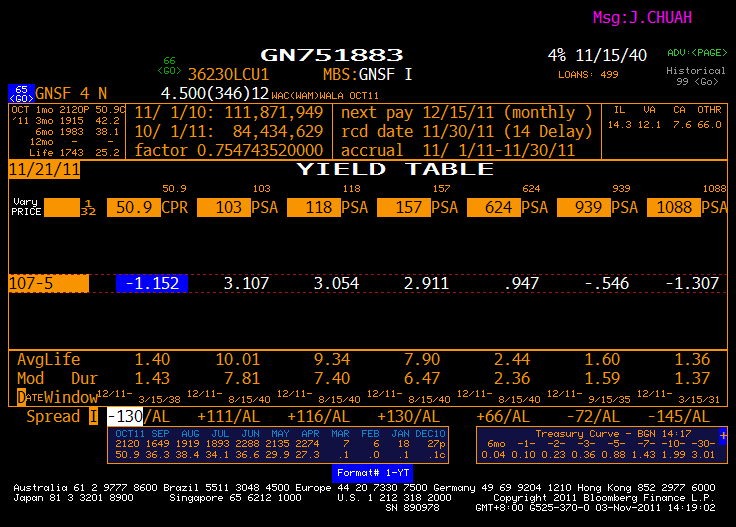 Msg:J.CHUAH
66
<GO>
GN751883 4% 11/15/40 ADV:<PAGE>
36230LCU1 MBS:GNSF I LOANS: 499 Historical
99 <Go>
65
<GO> GNSF 4 N 4.500(346)12 WAC(WAM)WALA OCT11
OCT 1mo 2120P 50.9C 11/ 1/10: 111,871,949 next pay 12/15/11 (monthly ) IL VA CA OTHR
'11 3mo 1915 42.2 10/ 1/11: 84,434,629 rcd date 11/30/11 (14 Delay) 14.3 12.1 7.6 66.0
6mo 1983 38.1 factor 0.754743520000 accrual 11/ 1/11-11/30/11
12mo - -
Life 1743 25.2
11/21/11 YIELD TABLE
50.9 103 118 157 624 939 1088
Vary
PRICE 1
32 50.9 CPR 103 PSA 118 PSA 157 PSA 624 PSA 939 PSA 1088 PSA
107-5 -1.152 3.107 3.054 2.911 .947 -.546 -1.307
AvgLife 1.40 10.01 9.34 7.90 2.44 1.60 1.36
Mod Dur 1.43 7.81 7.40 6.47 2.36 1.59 1.37
DATEWindow 12/11- 3/15/38 12/11- 8/15/40 12/11- 8/15/40 12/11- 8/15/40 12/11- 8/15/40 12/11- 9/15/35 12/11- 3/15/31
Spread I -130/AL +111/AL +116/AL +130/AL +66/AL -72/AL -145/AL
OCT11 SEP AUG JUL JUN MAY APR MAR FEB JAN DEC10
2120 1649 1919 1893 2288 2135 2274 7 6 18 27p
50.9 36.3 38.4 34.1 36.6 29.9 27.3 .1 .0 .1 .1c
Treasury Curve - BGN 14:17 +
6mo -1- -2- -3- -5- -7- -10- -30-
0.04 0.10 0.23 0.36 0.88 1.43 1.99 3.01
Format# 1-YT
Australia 61 2 9777 8600 Brazil 5511 3048 4500 Europe 44 20 7330 7500 Germany 49 69 9204 1210 Hong Kong 852 2977 6000
Japan 81 3 3201 8900 Singapore 65 6212 1000 U.S. 1 212 318 2000 Copyright 2011 Bloomberg Finance L.P.
SN 890978 GMT+8:00 G525-370-0 03-Nov-2011 14:19:02